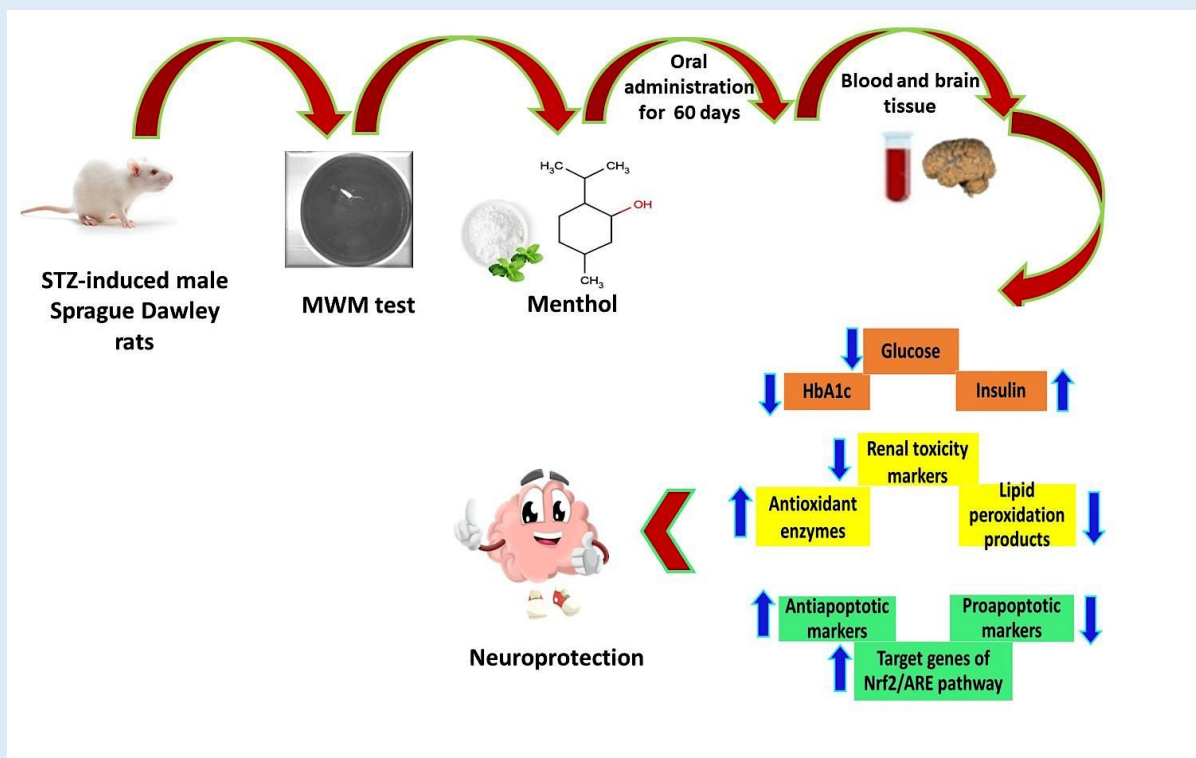 Oral
administration
for 60 days
Blood and brain
tissue
H₃C
CH₃
OH
CH₃
STZ-induced male
Sprague Dawley
rats
MWM test
Menthol
Glucose
HbA1c
Insulin
Renal toxicity
markers
Antioxidant
enzymes
Lipid
peroxidation
products
Antiapoptotic
markers
Proapoptotic
markers
Target genes of
Nrf2/ARE pathway
Neuroprotection